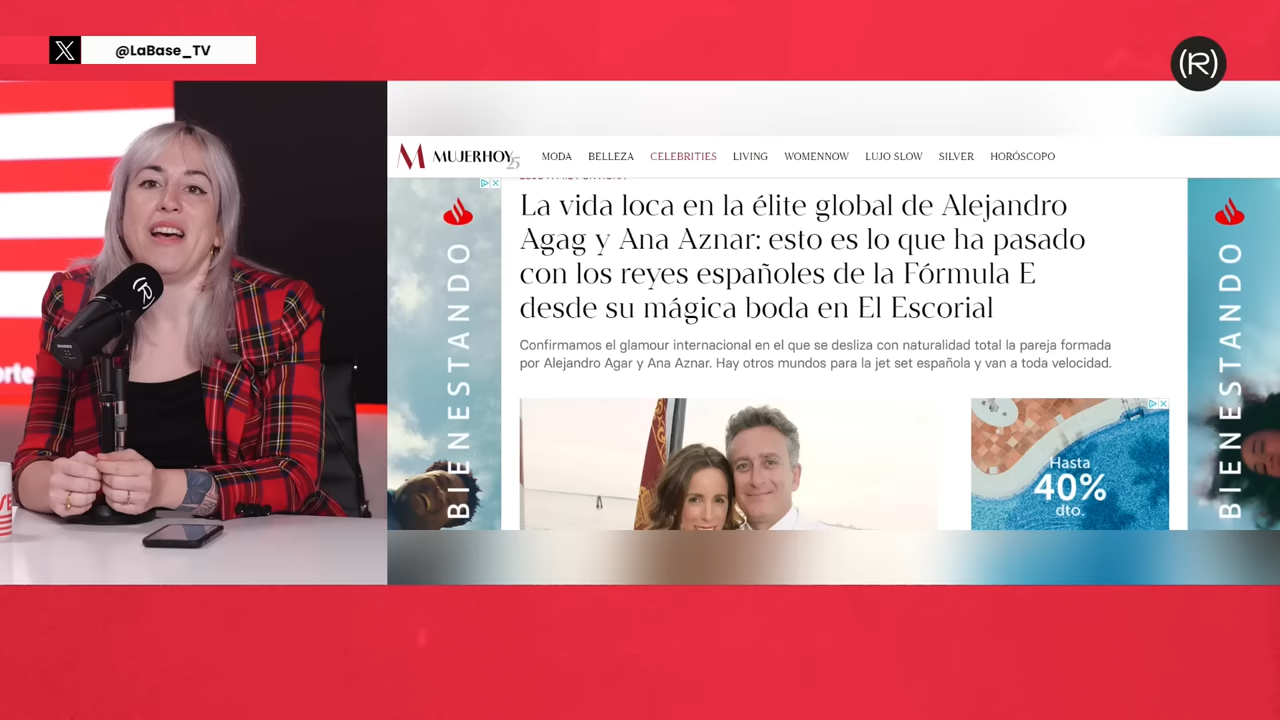 @LaBase_TV
(R)
MUJERHOY 25
MODA BELLEZA CELEBRITIES LIVING WOMENNOW LUJO SLOW SILVER HORÓSCOPO
La vida loca en la élite global de Alejandro
Agag y Ana Aznar: esto es lo que ha pasado
con los reyes españoles de la Fórmula E
desde su mágica boda en El Escorial
Confirmamos el glamour internacional en el que se desliza con naturalidad total la pareja formada
por Alejandro Agar y Ana Aznar. Hay otros mundos para la jet set española y van a toda velocidad.
BIENESTANDO
BIENESTANDO
Hasta
40%
dto.
(R)
orte